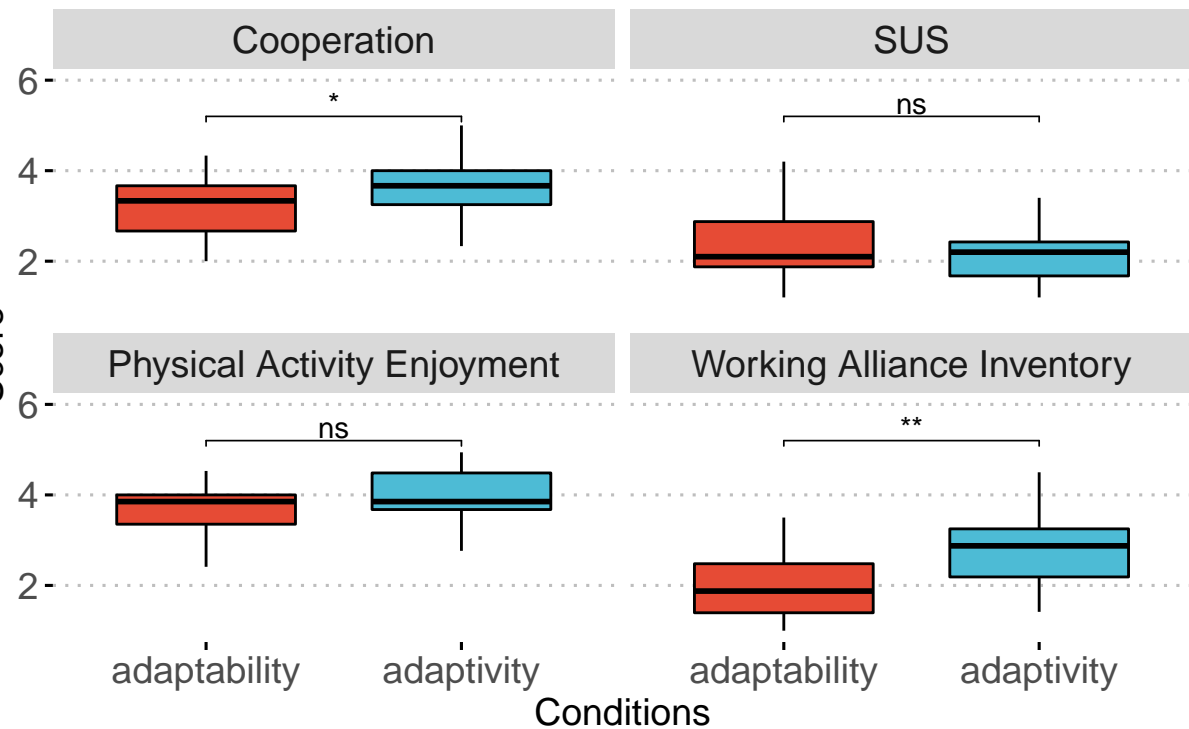 Cooperation
SUS
6
4
2
*
ns
Physical Activity Enjoyment
Working Alliance Inventory
6
4
2
ns
**
adaptability
adaptivity
adaptability
adaptivity
Conditions